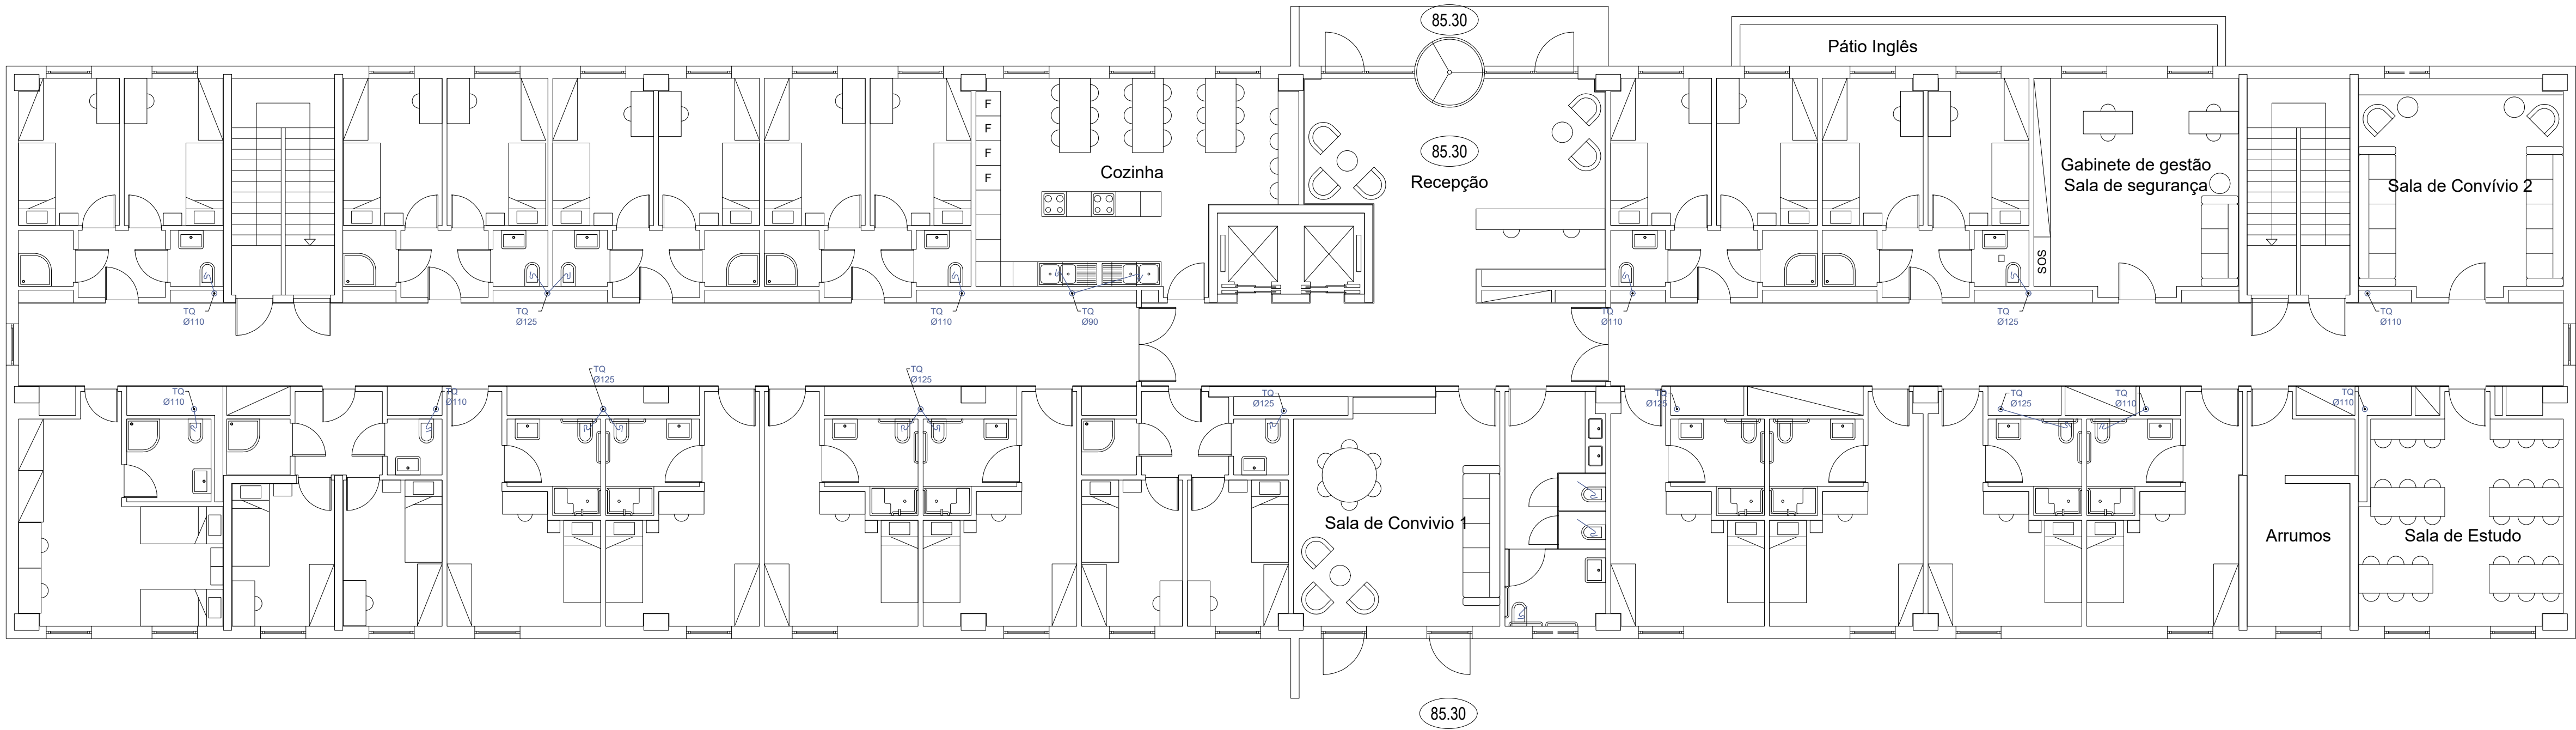 85.30
Pátio Inglês
F
F
F
F
Cozinha
85.30
Recepção
Gabinete de gestão
Sala de segurança
Sala de Convívio 2
SOS
TQ
Ø110
TQ
Ø125
TQ
Ø110
TQ
Ø90
TQ
Ø110
TQ
Ø125
TQ
Ø110
TQ
Ø110
TQ
Ø110
TQ
Ø125
TQ
Ø125
TQ
Ø125
TQ
Ø125
TQ
Ø125
TQ
Ø110
TQ
Ø110
Sala de Convivio 1
Arrumos
Sala de Estudo
85.30